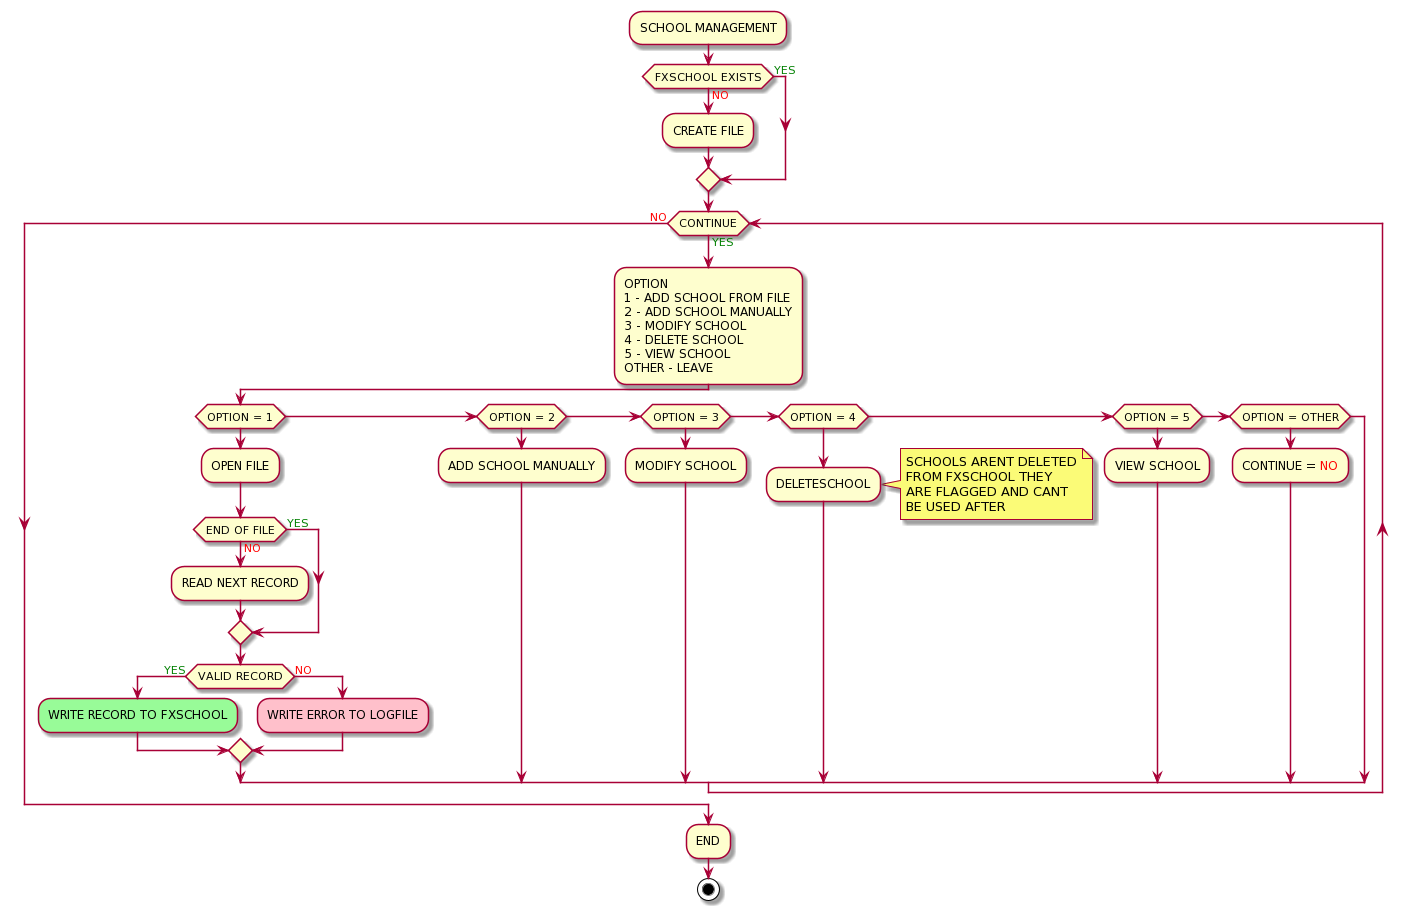 SCHOOL MANAGEMENT
FXSCHOOL EXISTS
YES
NO
CREATE FILE
NO
CONTINUE
YES
OPTION
1 - ADD SCHOOL FROM FILE
2 - ADD SCHOOL MANUALLY
3 - MODIFY SCHOOL
4 - DELETE SCHOOL
5 - VIEW SCHOOL
OTHER - LEAVE
OPTION = 1
OPTION = 2
OPTION = 3
OPTION = 4
OPTION = 5
OPTION = OTHER
OPEN FILE
ADD SCHOOL MANUALLY
MODIFY SCHOOL
DELETESCHOOL
SCHOOLS ARENT DELETED
FROM FXSCHOOL THEY
ARE FLAGGED AND CANT
BE USED AFTER
VIEW SCHOOL
CONTINUE = NO
END OF FILE
YES
NO
READ NEXT RECORD
YES
VALID RECORD
NO
WRITE RECORD TO FXSCHOOL
WRITE ERROR TO LOGFILE
END